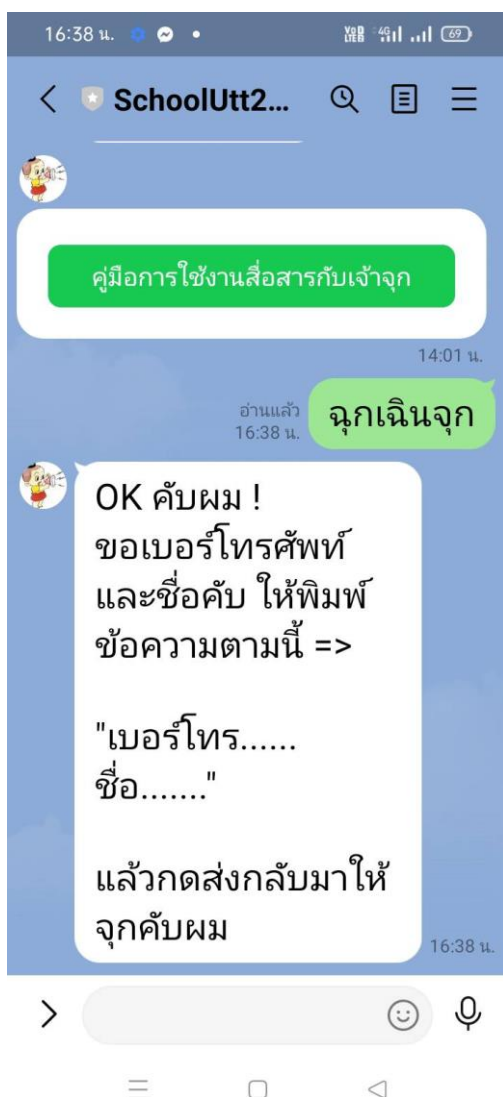 16:38 น.
4G
69
SchoolUtt2...
คู่มือการใช้งานสื่อสารกับเจ้าจุก
14:01 น.
อ่านแล้ว
16:38 น.
ฉุกเฉินจุก
OK คับผม !
ขอเบอร์โทรศัพท์
และชื่อคับ ให้พิมพ์
ข้อความตามนี้ =>
"เบอร์โทร......
ชื่อ......."
แล้วกดส่งกลับมาให้
จุกคับผม
16:38 น.